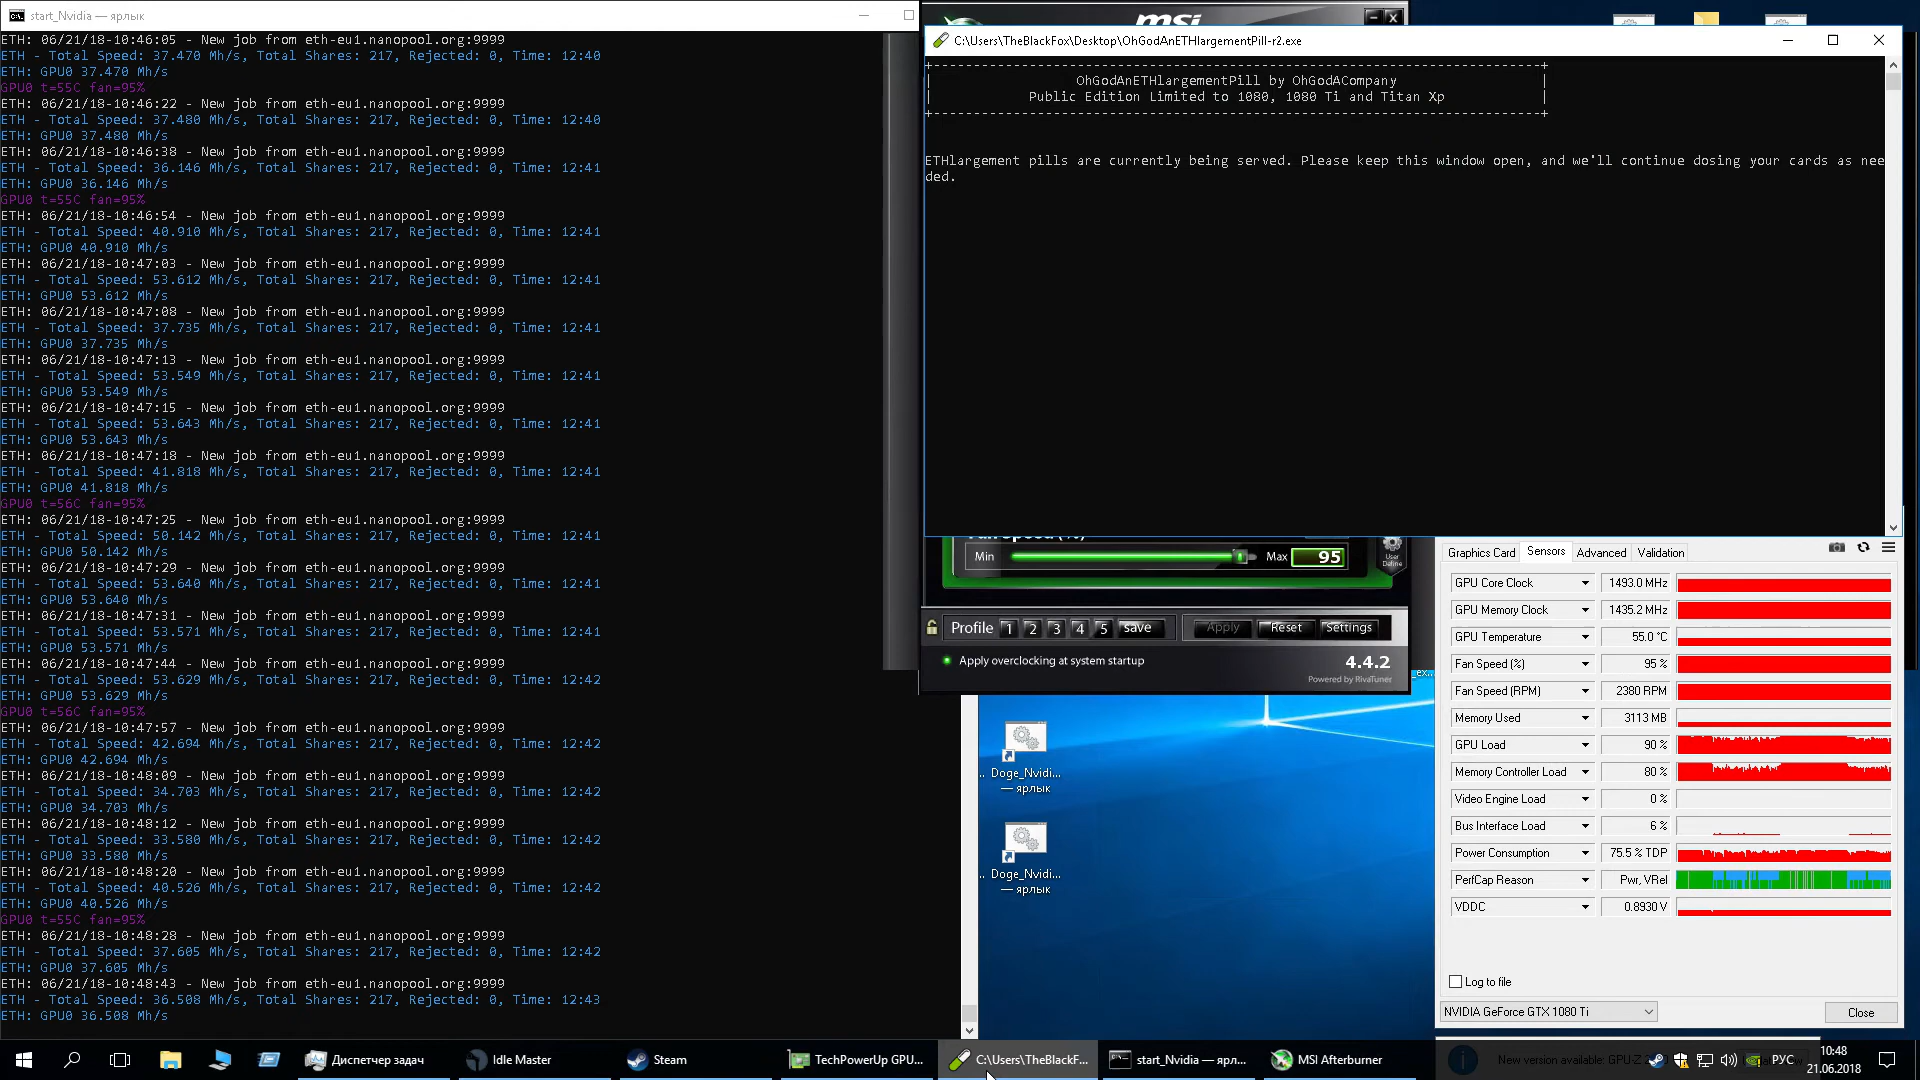 start_Nvidia — ярлык
ETH: 06/21/18-10:46:05 - New job from eth-eu1.nanopool.org:9999
ETH - Total Speed: 37.470 Mh/s, Total Shares: 217, Rejected: 0, Time: 12:40
ETH: GPU0 37.470 Mh/s
GPU0 t=55C fan=95%
ETH: 06/21/18-10:46:22 - New job from eth-eu1.nanopool.org:9999
ETH - Total Speed: 37.480 Mh/s, Total Shares: 217, Rejected: 0, Time: 12:40
ETH: GPU0 37.480 Mh/s
ETH: 06/21/18-10:46:38 - New job from eth-eu1.nanopool.org:9999
ETH - Total Speed: 36.146 Mh/s, Total Shares: 217, Rejected: 0, Time: 12:41
ETH: GPU0 36.146 Mh/s
GPU0 t=55C fan=95%
ETH: 06/21/18-10:46:54 - New job from eth-eu1.nanopool.org:9999
ETH - Total Speed: 40.910 Mh/s, Total Shares: 217, Rejected: 0, Time: 12:41
ETH: GPU0 40.910 Mh/s
ETH: 06/21/18-10:47:03 - New job from eth-eu1.nanopool.org:9999
ETH - Total Speed: 53.612 Mh/s, Total Shares: 217, Rejected: 0, Time: 12:41
ETH: GPU0 53.612 Mh/s
ETH: 06/21/18-10:47:08 - New job from eth-eu1.nanopool.org:9999
ETH - Total Speed: 37.735 Mh/s, Total Shares: 217, Rejected: 0, Time: 12:41
ETH: GPU0 37.735 Mh/s
ETH: 06/21/18-10:47:13 - New job from eth-eu1.nanopool.org:9999
ETH - Total Speed: 53.549 Mh/s, Total Shares: 217, Rejected: 0, Time: 12:41
ETH: GPU0 53.549 Mh/s
ETH: 06/21/18-10:47:15 - New job from eth-eu1.nanopool.org:9999
ETH - Total Speed: 53.643 Mh/s, Total Shares: 217, Rejected: 0, Time: 12:41
ETH: GPU0 53.643 Mh/s
ETH: 06/21/18-10:47:18 - New job from eth-eu1.nanopool.org:9999
ETH - Total Speed: 41.818 Mh/s, Total Shares: 217, Rejected: 0, Time: 12:41
ETH: GPU0 41.818 Mh/s
GPU0 t=56C fan=95%
ETH: 06/21/18-10:47:25 - New job from eth-eu1.nanopool.org:9999
ETH - Total Speed: 50.142 Mh/s, Total Shares: 217, Rejected: 0, Time: 12:41
ETH: GPU0 50.142 Mh/s
ETH: 06/21/18-10:47:29 - New job from eth-eu1.nanopool.org:9999
ETH - Total Speed: 53.640 Mh/s, Total Shares: 217, Rejected: 0, Time: 12:41
ETH: GPU0 53.640 Mh/s
ETH: 06/21/18-10:47:31 - New job from eth-eu1.nanopool.org:9999
ETH - Total Speed: 53.571 Mh/s, Total Shares: 217, Rejected: 0, Time: 12:41
ETH: GPU0 53.571 Mh/s
ETH: 06/21/18-10:47:44 - New job from eth-eu1.nanopool.org:9999
ETH - Total Speed: 53.629 Mh/s, Total Shares: 217, Rejected: 0, Time: 12:42
ETH: GPU0 53.629 Mh/s
GPU0 t=56C fan=95%
ETH: 06/21/18-10:47:57 - New job from eth-eu1.nanopool.org:9999
ETH - Total Speed: 42.694 Mh/s, Total Shares: 217, Rejected: 0, Time: 12:42
ETH: GPU0 42.694 Mh/s
ETH: 06/21/18-10:48:09 - New job from eth-eu1.nanopool.org:9999
ETH - Total Speed: 34.703 Mh/s, Total Shares: 217, Rejected: 0, Time: 12:42
ETH: GPU0 34.703 Mh/s
ETH: 06/21/18-10:48:12 - New job from eth-eu1.nanopool.org:9999
ETH - Total Speed: 33.580 Mh/s, Total Shares: 217, Rejected: 0, Time: 12:42
ETH: GPU0 33.580 Mh/s
ETH: 06/21/18-10:48:20 - New job from eth-eu1.nanopool.org:9999
ETH - Total Speed: 40.526 Mh/s, Total Shares: 217, Rejected: 0, Time: 12:42
ETH: GPU0 40.526 Mh/s
GPU0 t=55C fan=95%
ETH: 06/21/18-10:48:28 - New job from eth-eu1.nanopool.org:9999
ETH - Total Speed: 37.605 Mh/s, Total Shares: 217, Rejected: 0, Time: 12:42
ETH: GPU0 37.605 Mh/s
ETH: 06/21/18-10:48:43 - New job from eth-eu1.nanopool.org:9999
ETH - Total Speed: 36.508 Mh/s, Total Shares: 217, Rejected: 0, Time: 12:43
ETH: GPU0 36.508 Mh/s
msi
C:\Users\TheBlackFox\Desktop\OhGodAnETHlargementPill-r2.exe
OhGodAnETHlargementPill by OhGodACompany
Public Edition Limited to 1080, 1080 Ti and Titan Xp
ETHlargement pills are currently being served. Please keep this window open, and we'll continue dosing your cards as nee
ded.
Min Max 95
User Define
Profile 1 2 3 4 5 save Apply Reset Settings
Apply overclocking at system startup 4.4.2
Powered by RivaTuner
_ex...
Doge_Nvidi...
— ярлык
Doge_Nvidi...
— ярлык
Graphics Card Sensors Advanced Validation
GPU Core Clock 1493.0 MHz
GPU Memory Clock 1435.2 MHz
GPU Temperature 55.0 °C
Fan Speed (%) 95 %
Fan Speed (RPM) 2380 RPM
Memory Used 3113 MB
GPU Load 90 %
Memory Controller Load 80 %
Video Engine Load 0 %
Bus Interface Load 6 %
Power Consumption 75.5 % TDP
PerfCap Reason Pwr, VRel
VDDC 0.8930 V
Log to file
NVIDIA GeForce GTX 1080 Ti Close
Диспетчер задач Idle Master Steam TechPowerUp GPU... C:\Users\TheBlackF... start_Nvidia — ярл... MSI Afterburner New version available: GPU-Z РУС 10:48
21.06.2018